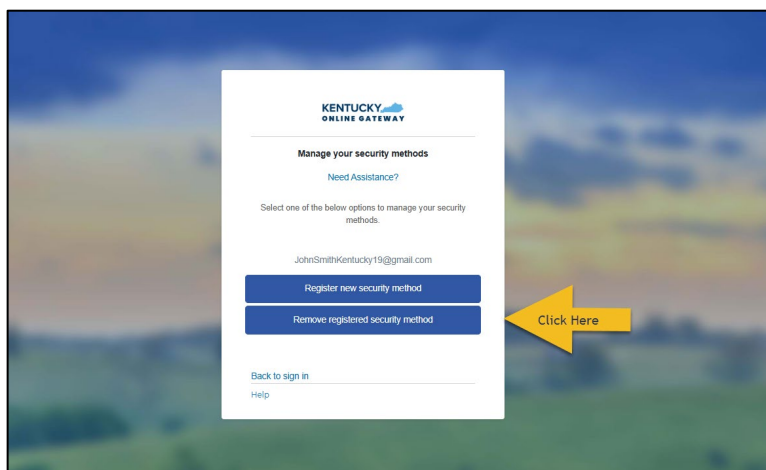 KENTUCKY
ONLINE GATEWAY
Manage your security methods
Need Assistance?
Select one of the below options to manage your security
methods.
JohnSmithKentucky19@gmail.com
Register new security method
Remove registered security method
Click Here
Back to sign in
Help